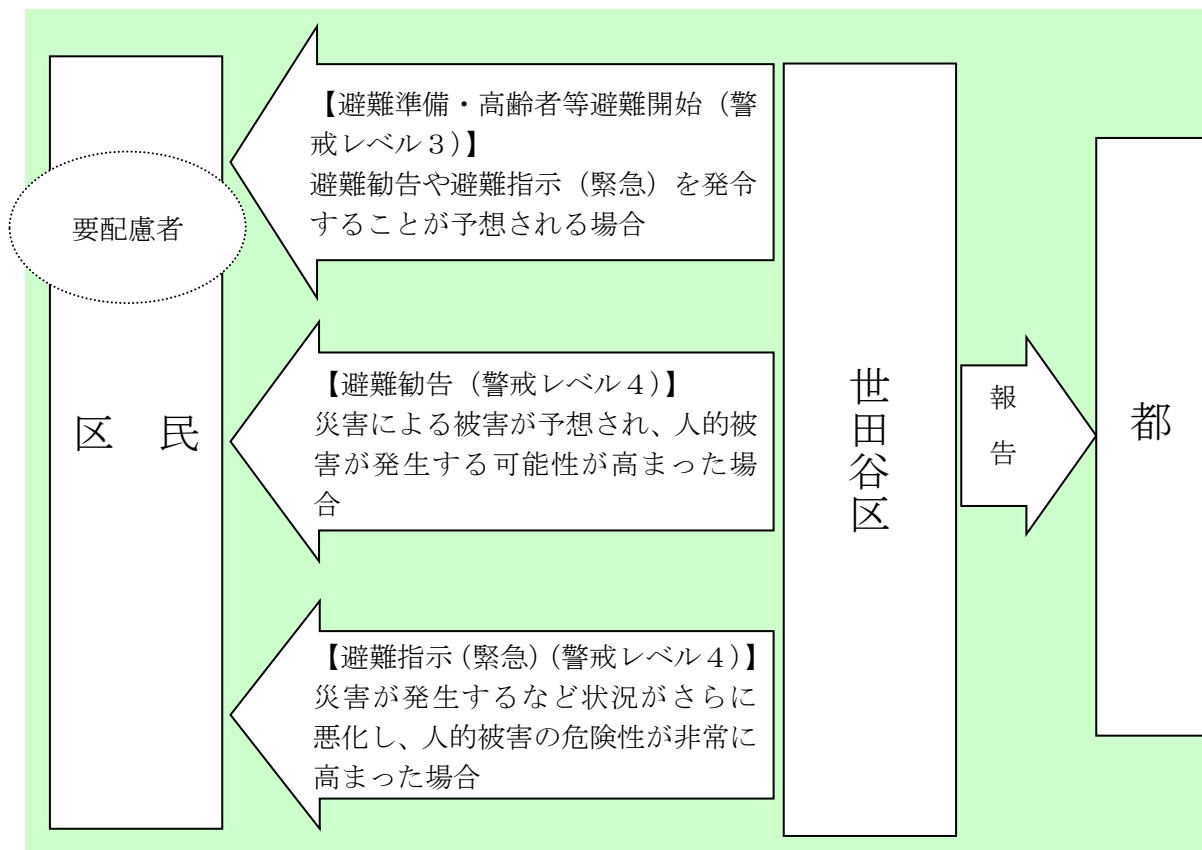 【避難準備・高齢者等避難開始（警
戒レベル３）】
避難勧告や避難指示（緊急）を発令
することが予想される場合
要配慮者
区　民
【避難勧告（警戒レベル４）】
災害による被害が予想され、人的被
害が発生する可能性が高まった場
合
【避難指示（緊急）（警戒レベル４）】
災害が発生するなど状況がさらに
悪化し、人的被害の危険性が非常に
高まった場合
世田谷区
報告
都